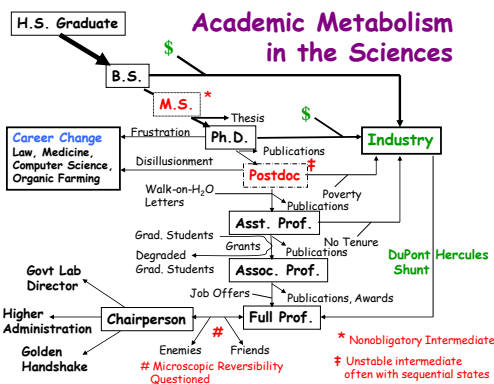 Academic Metabolism
in the Sciences
H.S. Graduate
$
B.S.
M.S. *
Thesis
$
Frustration
Ph.D.
Industry
Career Change
Law, Medicine,
Computer Science,
Organic Farming
Publications
Disillusionment
Postdoc ‡
Poverty
Walk-on-H₂O
Letters
Publications
Asst. Prof.
Grad. Students
No Tenure
Grants
Publications
Degraded
Grad. Students
Assoc. Prof.
DuPont Hercules
Shunt
Govt Lab
Director
Job Offers
Publications, Awards
Higher
Administration
Chairperson
Full Prof.
#
* Nonobligatory Intermediate
Golden
Handshake
Enemies
Friends
# Microscopic Reversibility
Questioned
‡ Unstable intermediate
often with sequential states